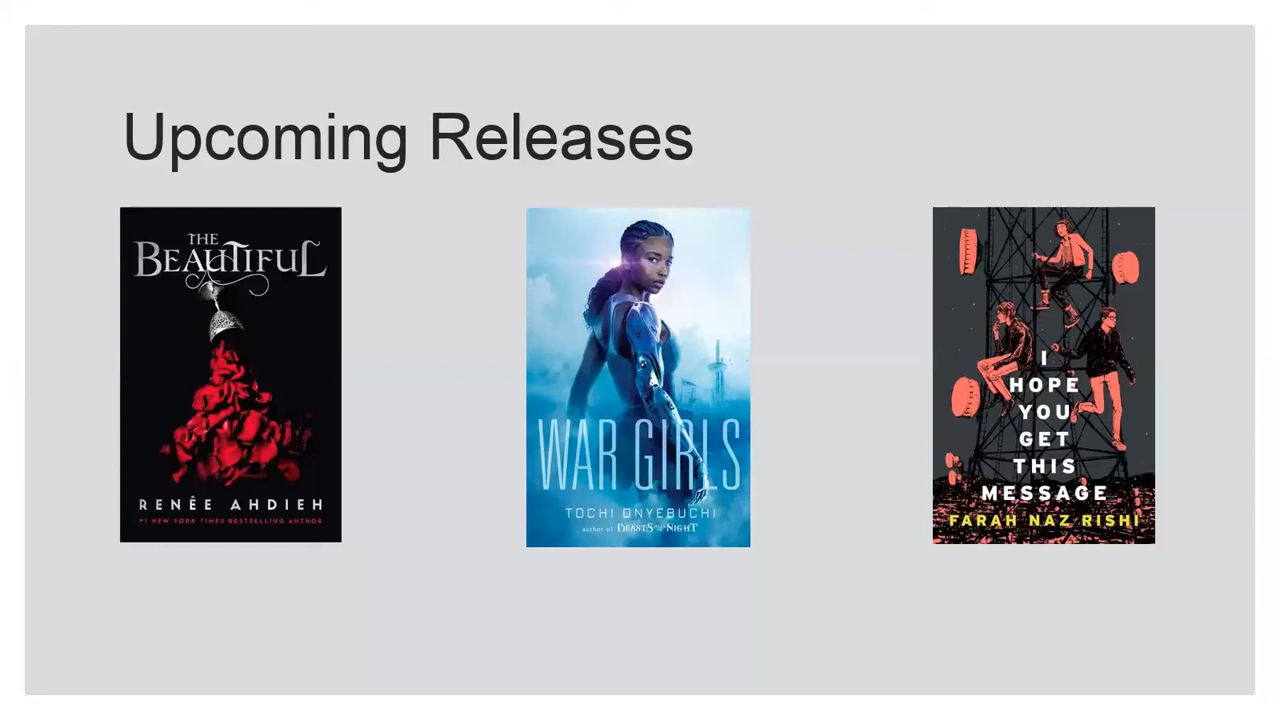 Upcoming Releases
THE
BEAUTIFUL
RENÉE AHDIEH
#1 NEW YORK TIMES BESTSELLING AUTHOR
WAR GIRLS
TOCHI ONYEBUCHI
author of BEASTS MADE OF NIGHT
I
HOPE
YOU
GET
THIS
MESSAGE
FARAH NAZ RISHI